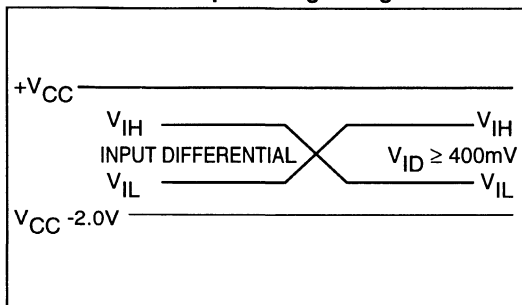 +VCC
VIH VIH
INPUT DIFFERENTIAL VID ≥ 400mV
VIL VIL
VCC -2.0V